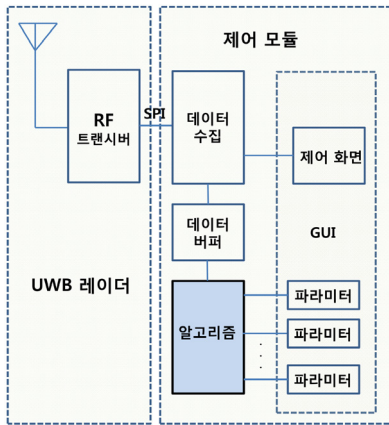 제어 모듈
RF
트랜시버
SPI
데이터
수집
제어 화면
데이터
버퍼
GUI
UWB 레이더
알고리즘
파라미터
파라미터
파라미터